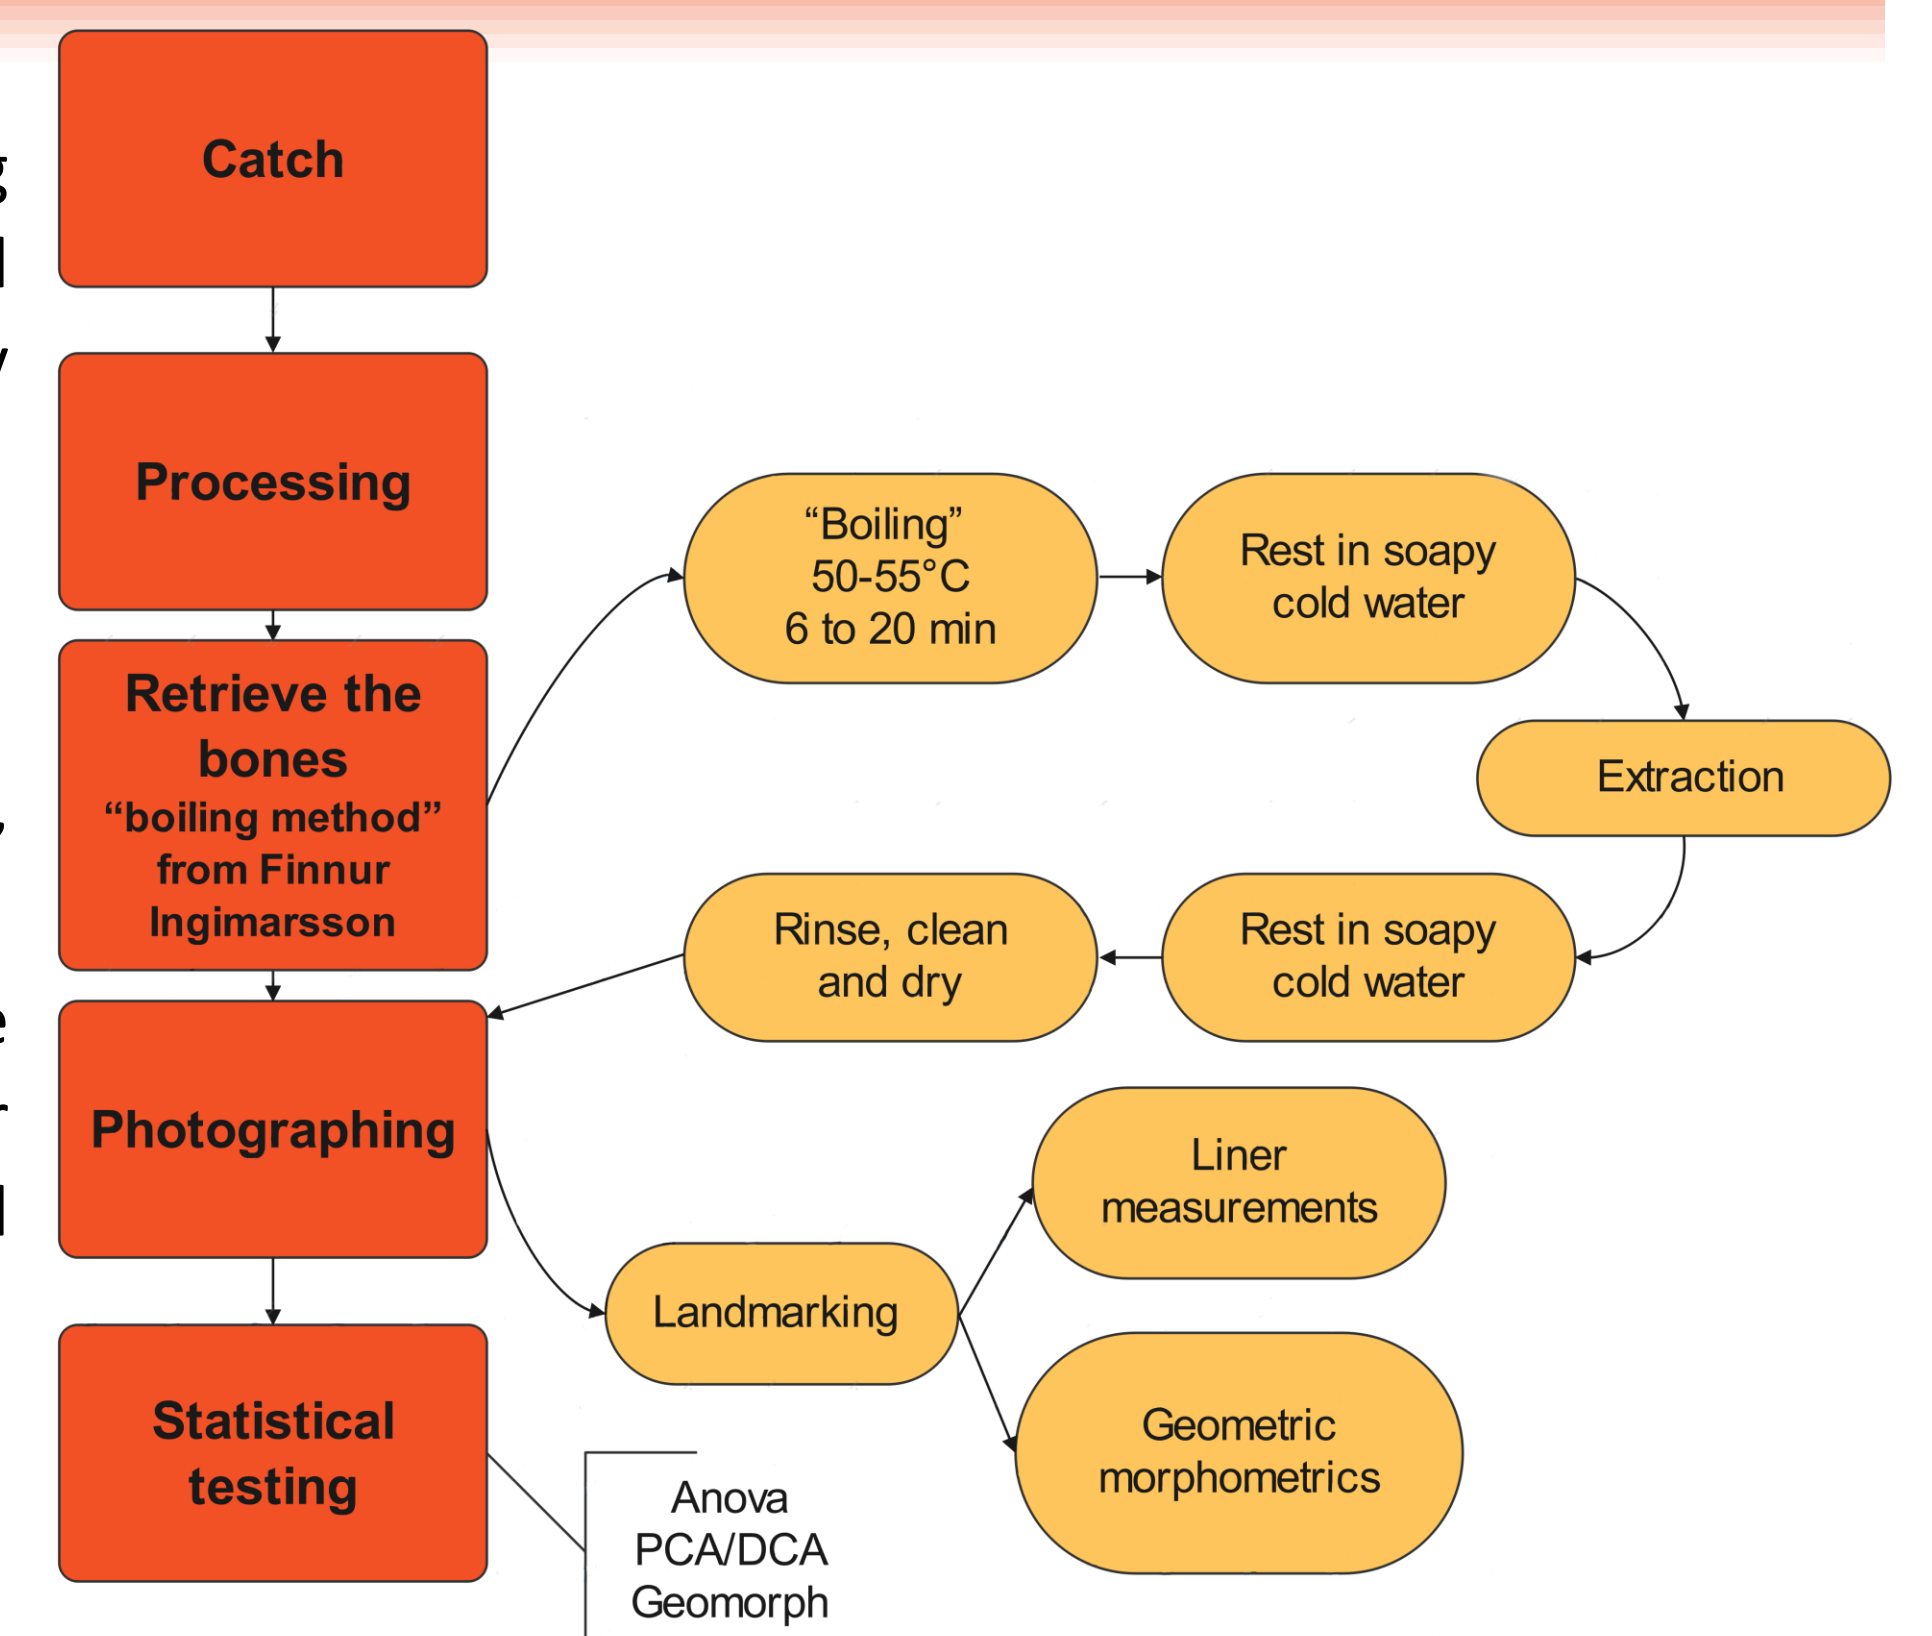 Catch
Processing
Retrieve the
bones
“boiling method”
from Finnur
Ingimarsson
“Boiling”
50-55°C
6 to 20 min
Rest in soapy
cold water
Extraction
Rest in soapy
cold water
Rinse, clean
and dry
Photographing
Landmarking
Liner
measurements
Geometric
morphometrics
Statistical
testing
Anova
PCA/DCA
Geomorph